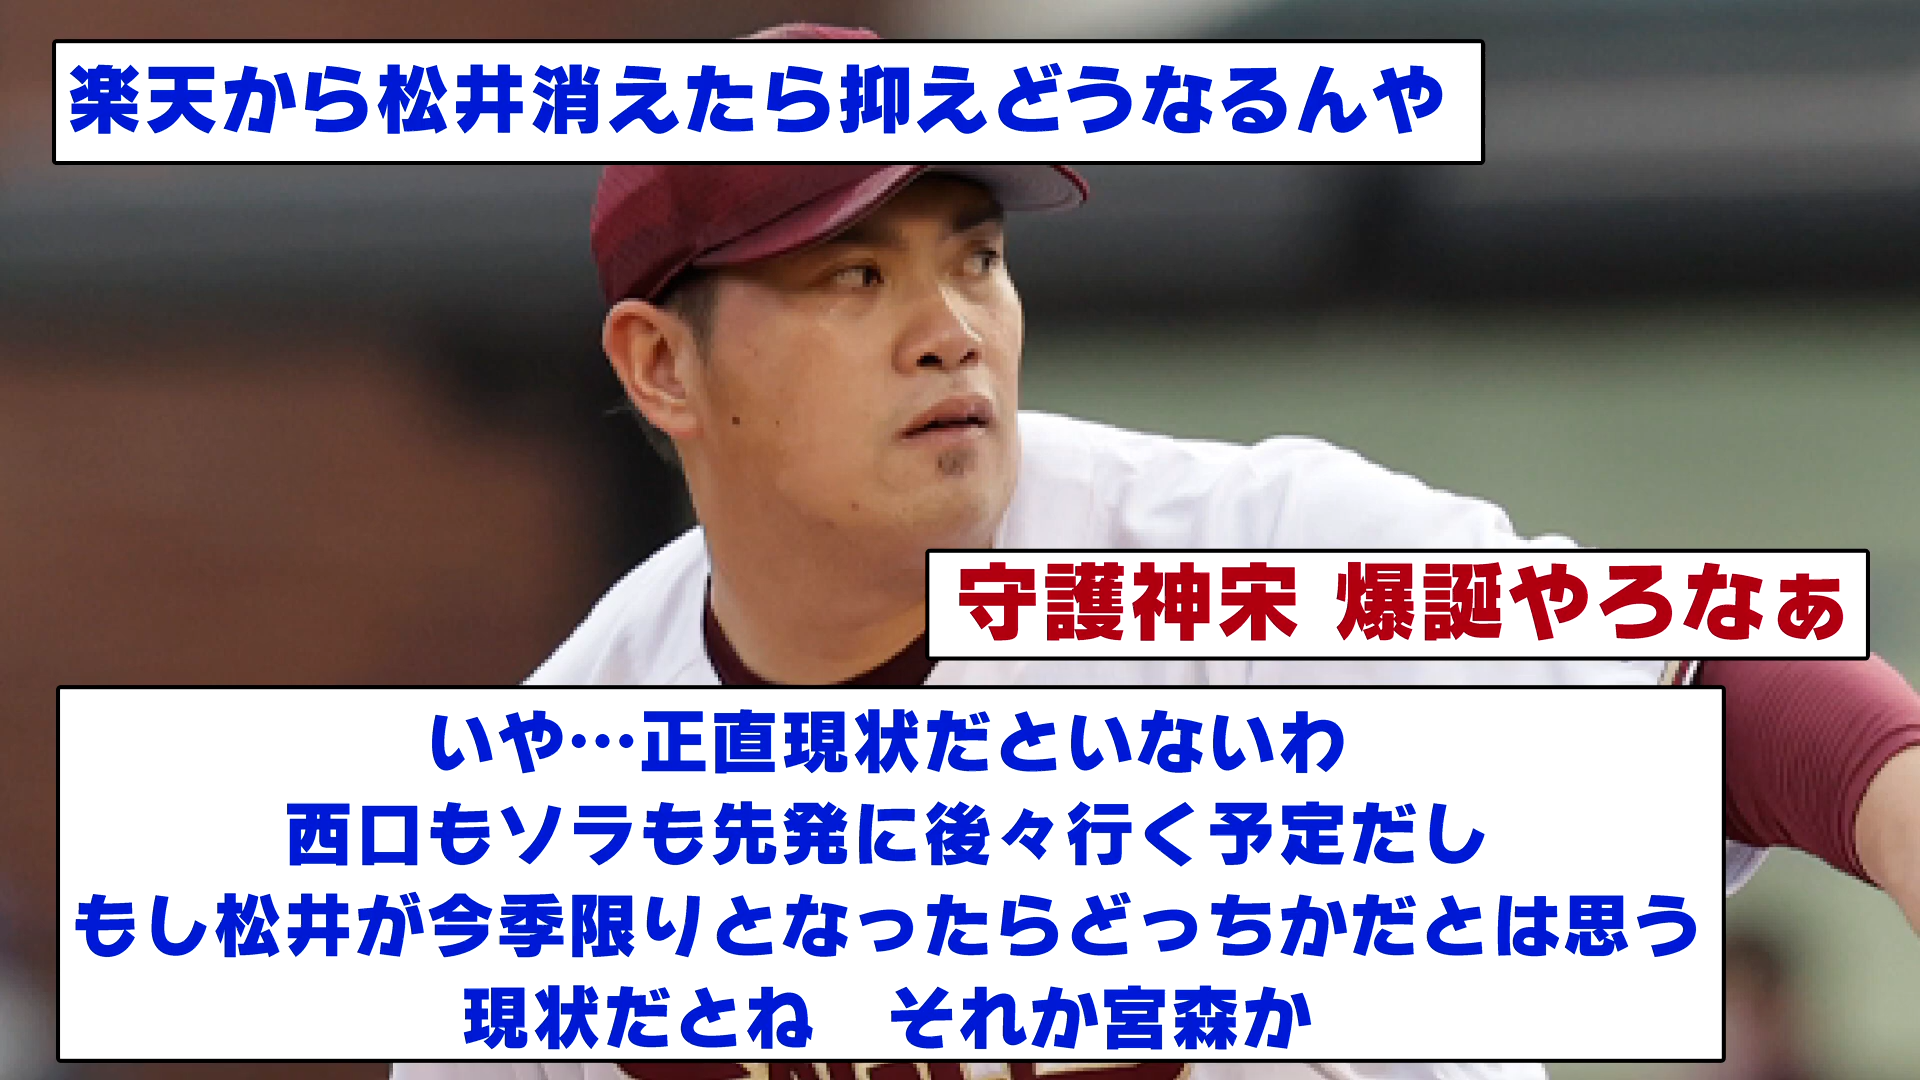 楽天から松井消えたら抑えどうなるんや
守護神宋 爆誕やろなぁ
いや…正直現状だといないわ
西口もソラも先発に後々行く予定だし
もし松井が今季限りとなったらどっちかだとは思う
現状だとね　それか宮森か